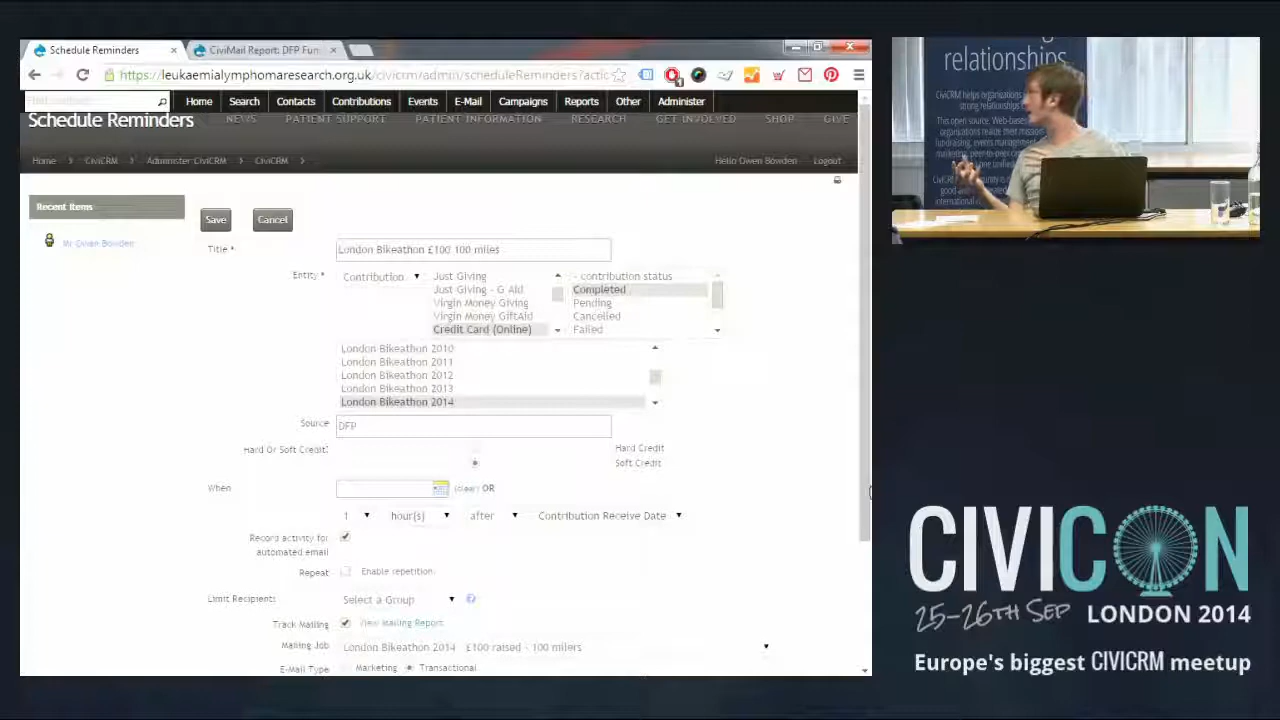 Schedule Reminders
CiviMail Report: DFP Fun
https://leukaemialymphomaresearch.org.uk/civicrm/admin/scheduleReminders?actic
Home Search Contacts Contributions Events E-Mail Campaigns Reports Other Administer
Schedule Reminders
NEWS PATIENT SUPPORT PATIENT INFORMATION RESEARCH GET INVOLVED SHOP GIVE
Home CiviCRM Administer CiviCRM CiviCRM
Hello Owen Bowden Logout
Recent Items
Mr Owen Bowden
Save Cancel
Title * London Bikeathon £100 100 miles
Entity * Contribution
Just Giving
Just Giving - G Aid
Virgin Money Giving
Virgin Money GiftAid
Credit Card (Online)
- contribution status
Completed
Pending
Cancelled
Failed
London Bikeathon 2010
London Bikeathon 2011
London Bikeathon 2012
London Bikeathon 2013
London Bikeathon 2014
Source DFP
Hard Or Soft Credit? Hard Credit
Soft Credit
When (clear) OR
1 hour(s) after Contribution Receive Date
Record activity for
automated email
Repeat Enable repetition
Limit Recipients Select a Group
Track Mailing View Mailing Report
Mailing Job London Bikeathon 2014 £100 raised - 100 milers
E-Mail Type Marketing Transactional
relationships
CIVICON
25-26TH SEP LONDON 2014
Europe's biggest CIVICRM meetup